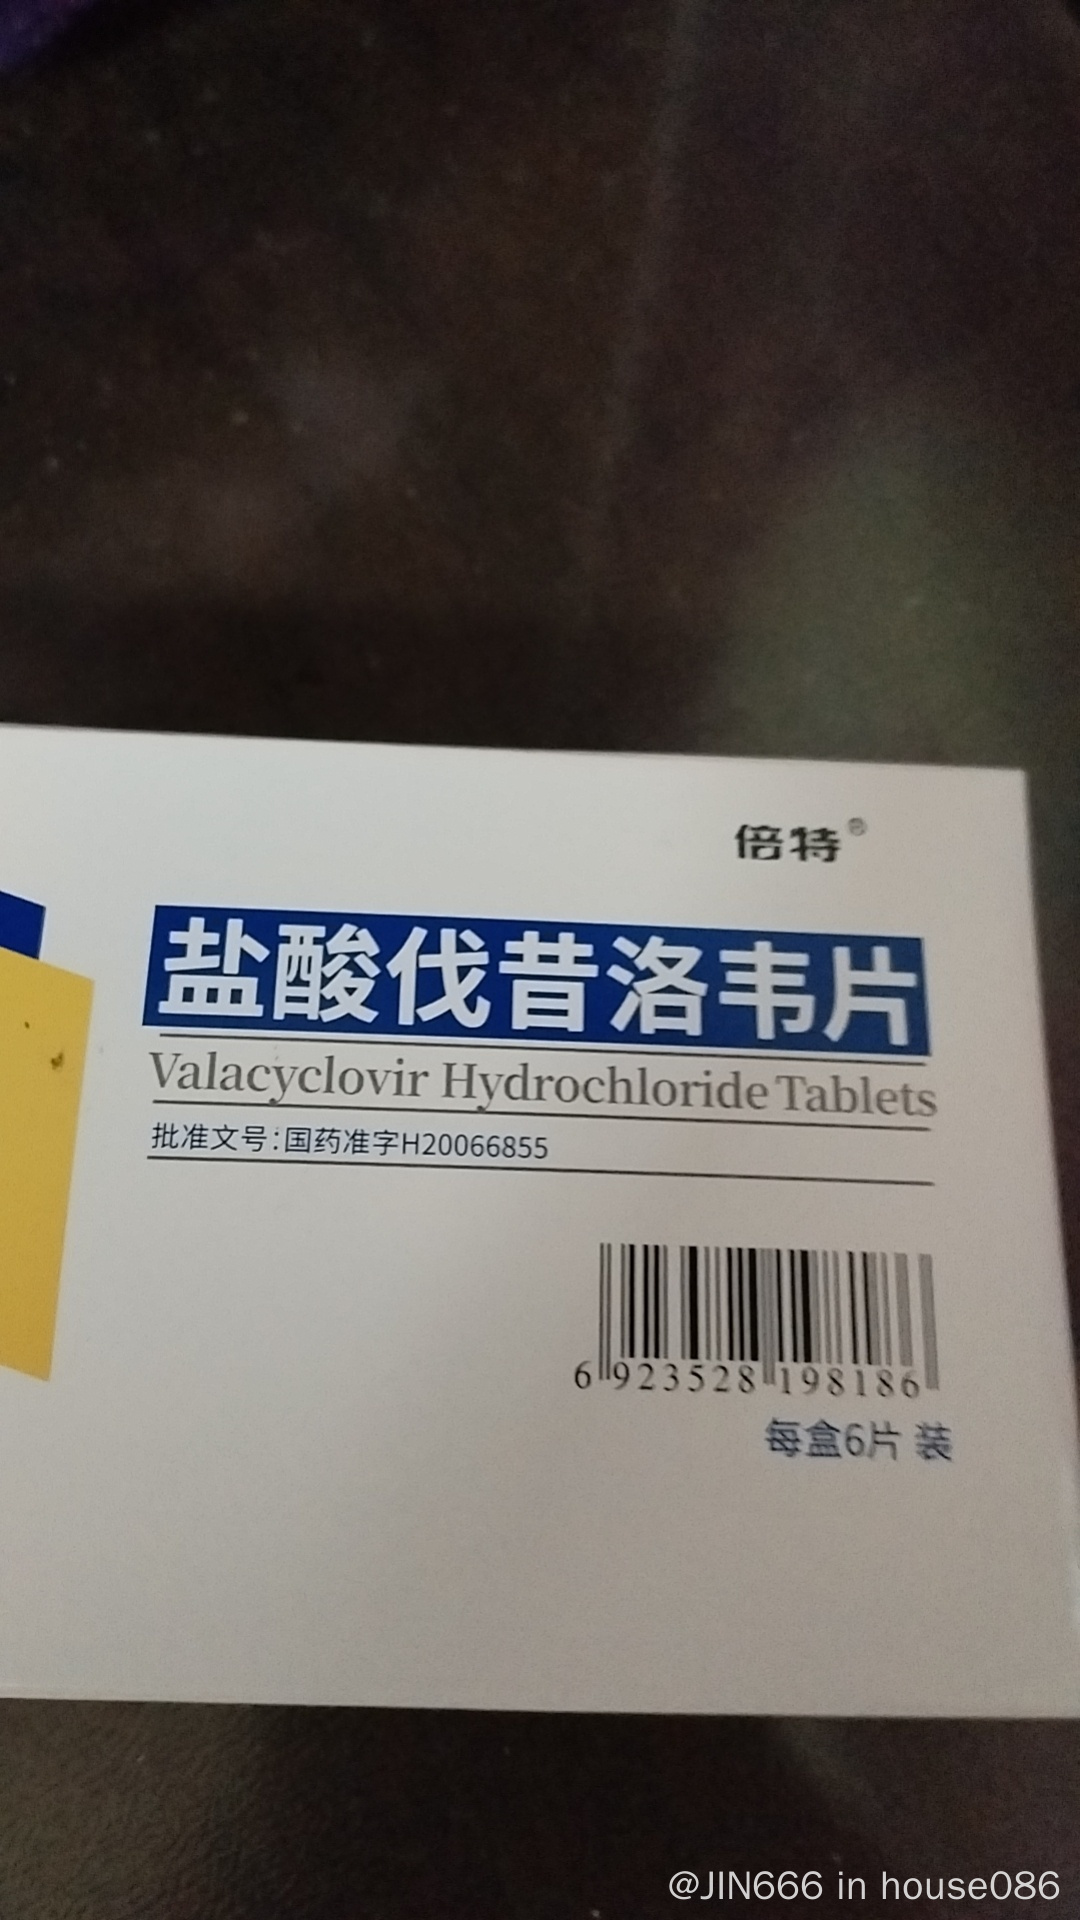 倍特®
盐酸伐昔洛韦片
Valacyclovir Hydrochloride Tablets
批准文号:国药准字H20066855
6 923528 198186
每盒6片 装
@JIN666 in house086